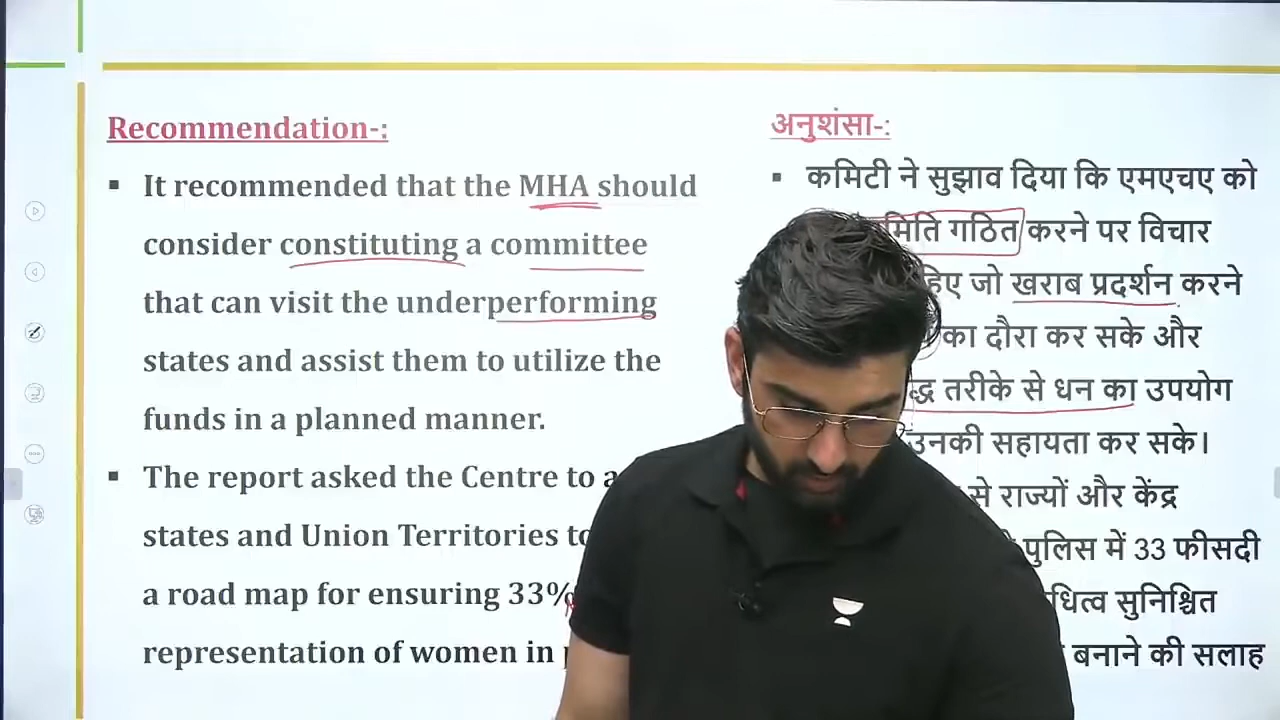 Recommendation-:
▪ It recommended that the MHA should
consider constituting a committee
that can visit the underperforming
states and assist them to utilize the
funds in a planned manner.
▪ The report asked the Centre to
states and Union Territories
a road map for ensuring 33%
representation of women in
अनुशंसा-:
▪ कमिटी ने सुझाव दिया कि एमएचए को
गठित करने पर विचार
जो खराब प्रदर्शन करने
का दौरा कर सके और
तरीके से धन का उपयोग
उनकी सहायता कर सके।
से राज्यों और केंद्र
पुलिस में 33 फीसदी
सुनिश्चित
बनाने की सलाह